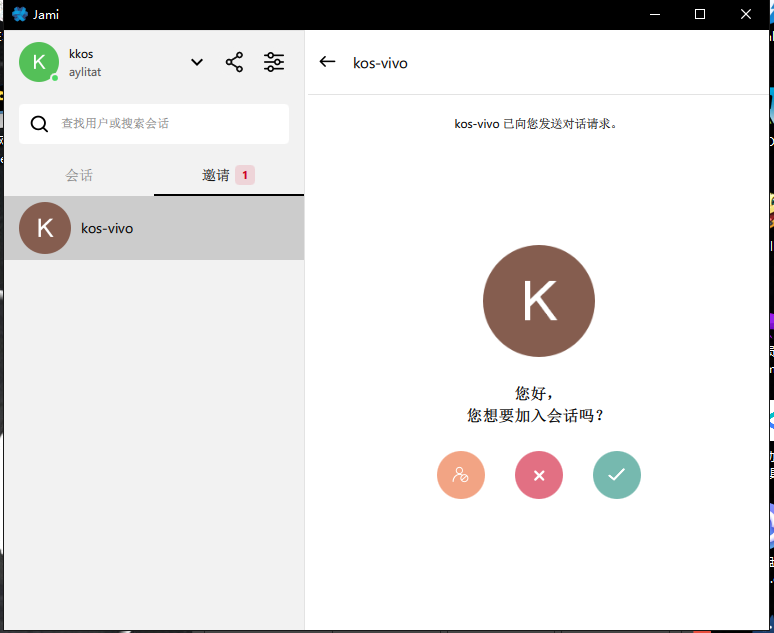 Jami
K
kkos
aylitat
查找用户或搜索会话
会话
邀请 1
K
kos-vivo
kos-vivo
kos-vivo 已向您发送对话请求。
K
您好，
您想要加入会话吗？